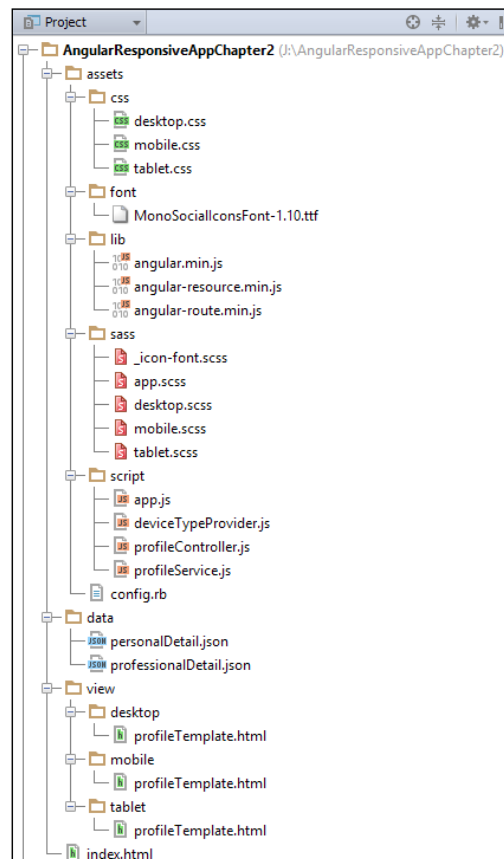 Project
AngularResponsiveAppChapter2 (J:\AngularResponsiveAppChapter2)
assets
css
desktop.css
mobile.css
tablet.css
font
MonoSocialIconsFont-1.10.ttf
lib
angular.min.js
angular-resource.min.js
angular-route.min.js
sass
_icon-font.scss
app.scss
desktop.scss
mobile.scss
tablet.scss
script
app.js
deviceTypeProvider.js
profileController.js
profileService.js
config.rb
data
personalDetail.json
professionalDetail.json
view
desktop
profileTemplate.html
mobile
profileTemplate.html
tablet
profileTemplate.html
index.html